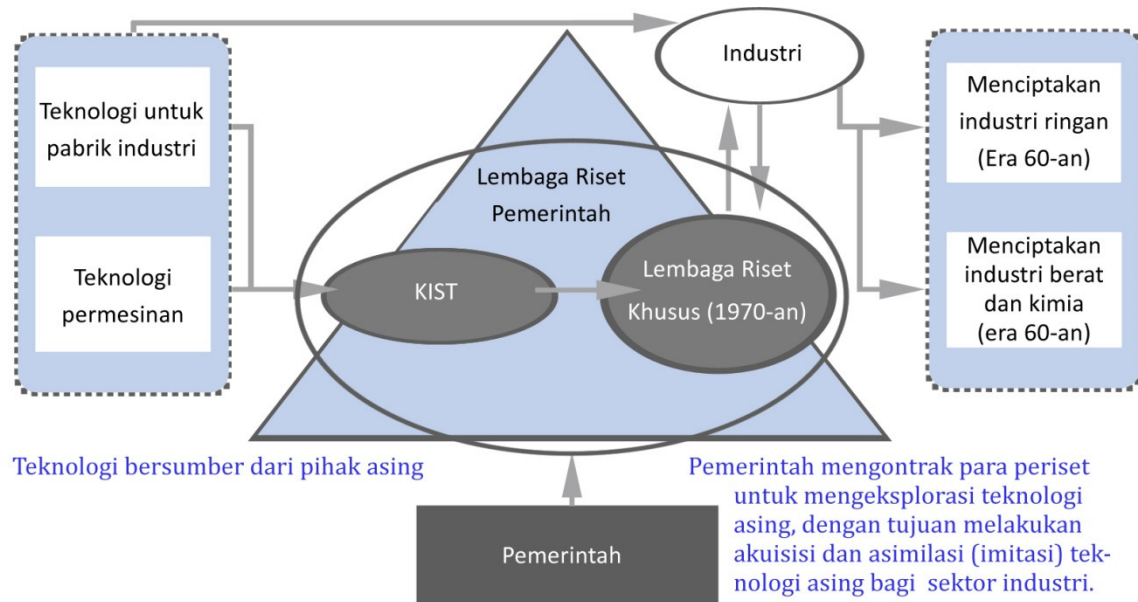 Teknologi untuk
pabrik industri
Teknologi
permesinan
Industri
Lembaga Riset
Pemerintah
KIST
Lembaga Riset
Khusus (1970-an)
Menciptakan
industri ringan
(Era 60-an)
Menciptakan
industri berat
dan kimia
(era 60-an)
Teknologi bersumber dari pihak asing
Pemerintah
Pemerintah mengontrak para periset
untuk mengeksplorasi teknologi
asing, dengan tujuan melakukan
akuisisi dan asimilasi (imitasi) tek-
nologi asing bagi sektor industri.